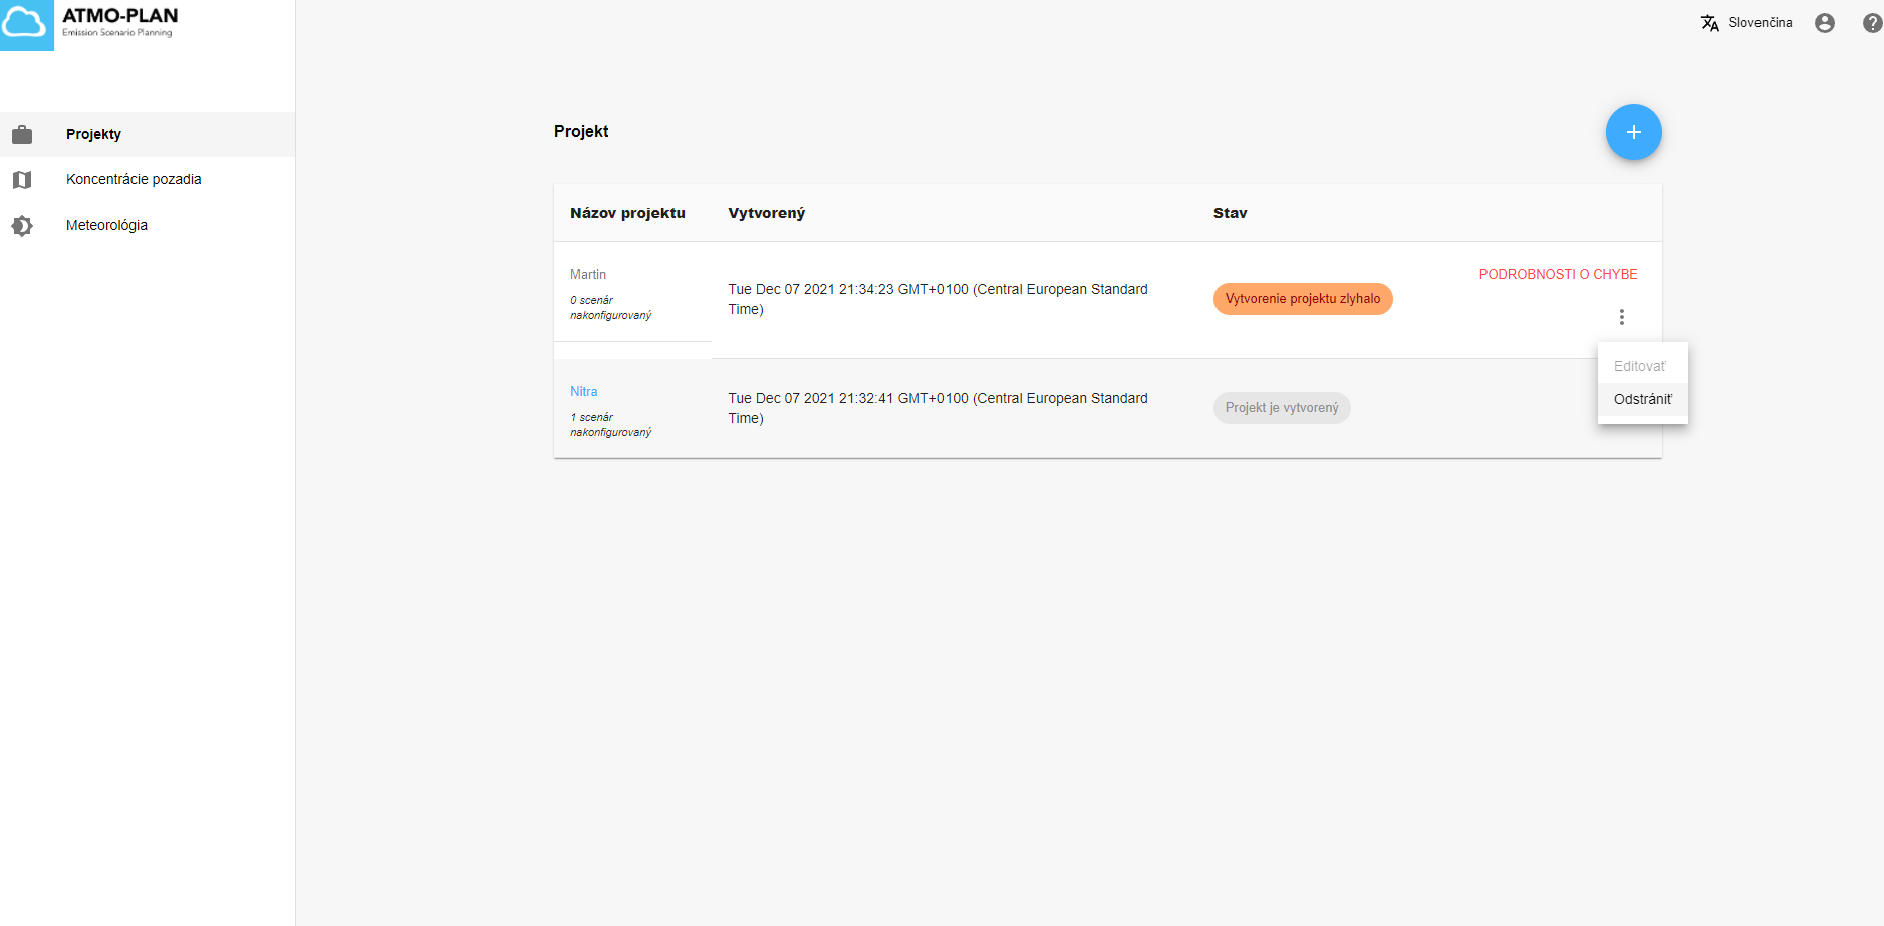 ATMO-PLAN
Emission Scenario Planning
Slovenčina
Projekty
Koncentrácie pozadia
Meteorológia
Projekt
Názov projektu
Vytvorený
Stav
Martin
0 scenár
nakonfigurovaný
Tue Dec 07 2021 21:34:23 GMT+0100 (Central European Standard
Time)
Vytvorenie projektu zlyhalo
PODROBNOSTI O CHYBE
Editovať
Odstrániť
Nitra
1 scenár
nakonfigurovaný
Tue Dec 07 2021 21:32:41 GMT+0100 (Central European Standard
Time)
Projekt je vytvorený